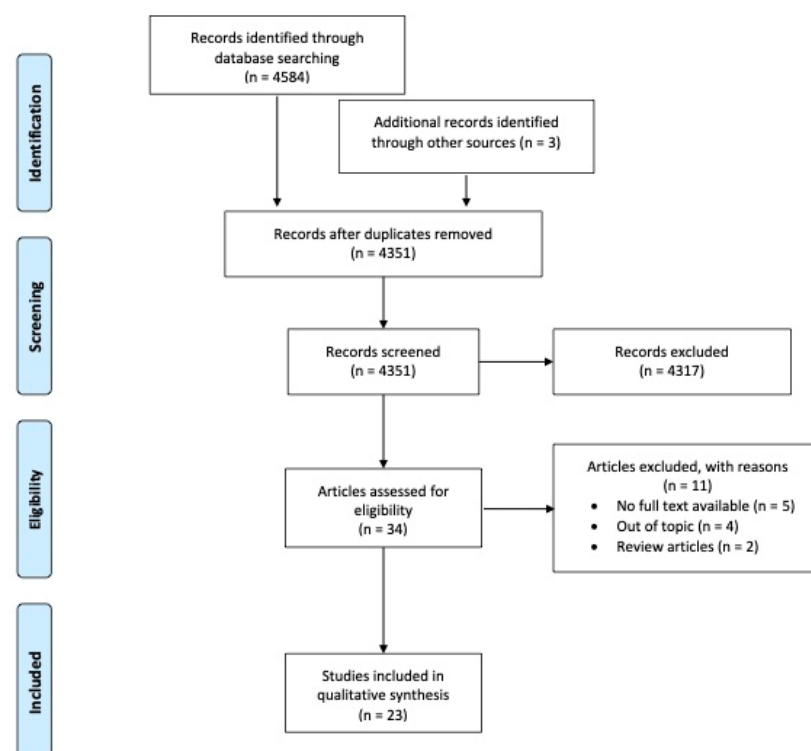 Identification
Records identified through
database searching
(n = 4584)
Additional records identified
through other sources (n = 3)
Records after duplicates removed
(n = 4351)
Screening
Records screened
(n = 4351)
Records excluded
(n = 4317)
Eligibility
Articles assessed for
eligibility
(n = 34)
Articles excluded, with reasons
(n = 11)
• No full text available (n = 5)
• Out of topic (n = 4)
• Review articles (n = 2)
Included
Studies included in
qualitative synthesis
(n = 23)